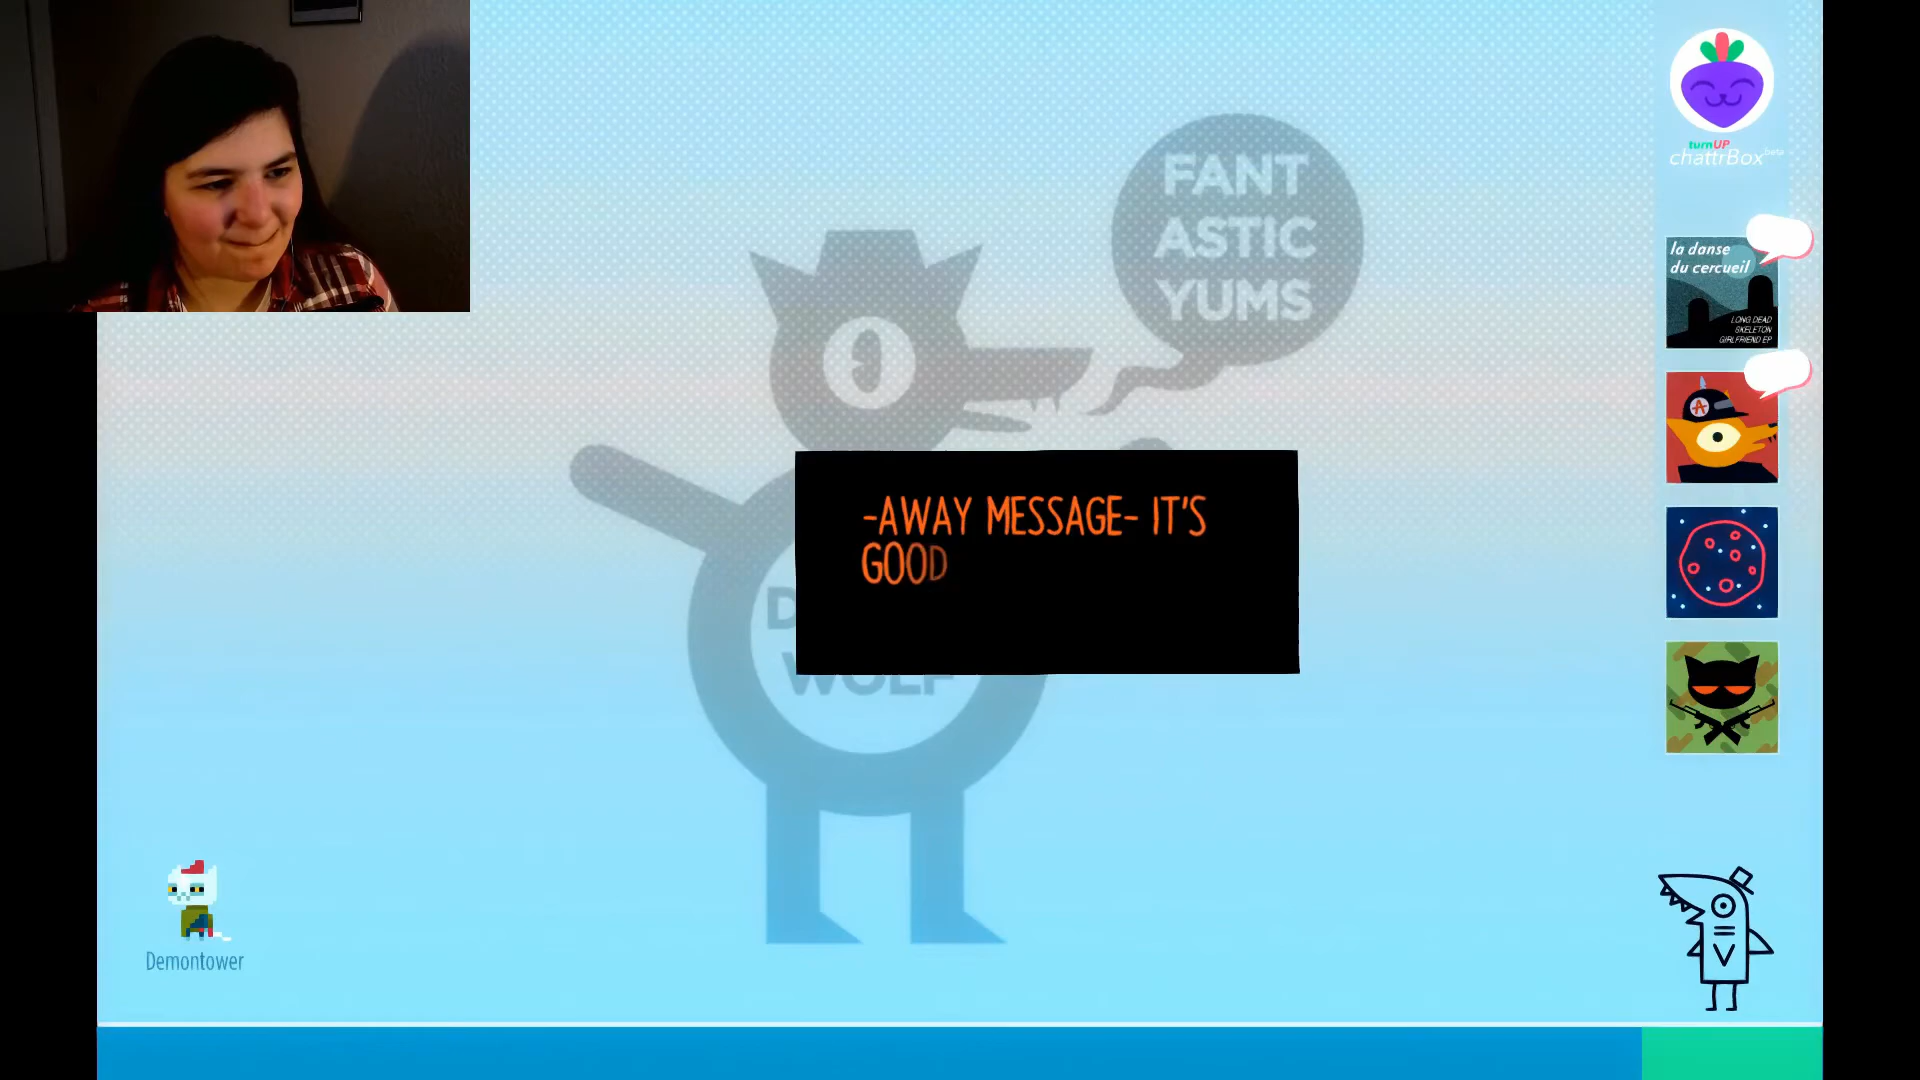 FANT
ASTIC
YUMS
turnUP
chattrBox beta
la danse
du cercueil
LONG DEAD
SKELETON
GIRLFRIEND EP
A
-AWAY MESSAGE- IT'S
GOOD
WOLF
Demontower